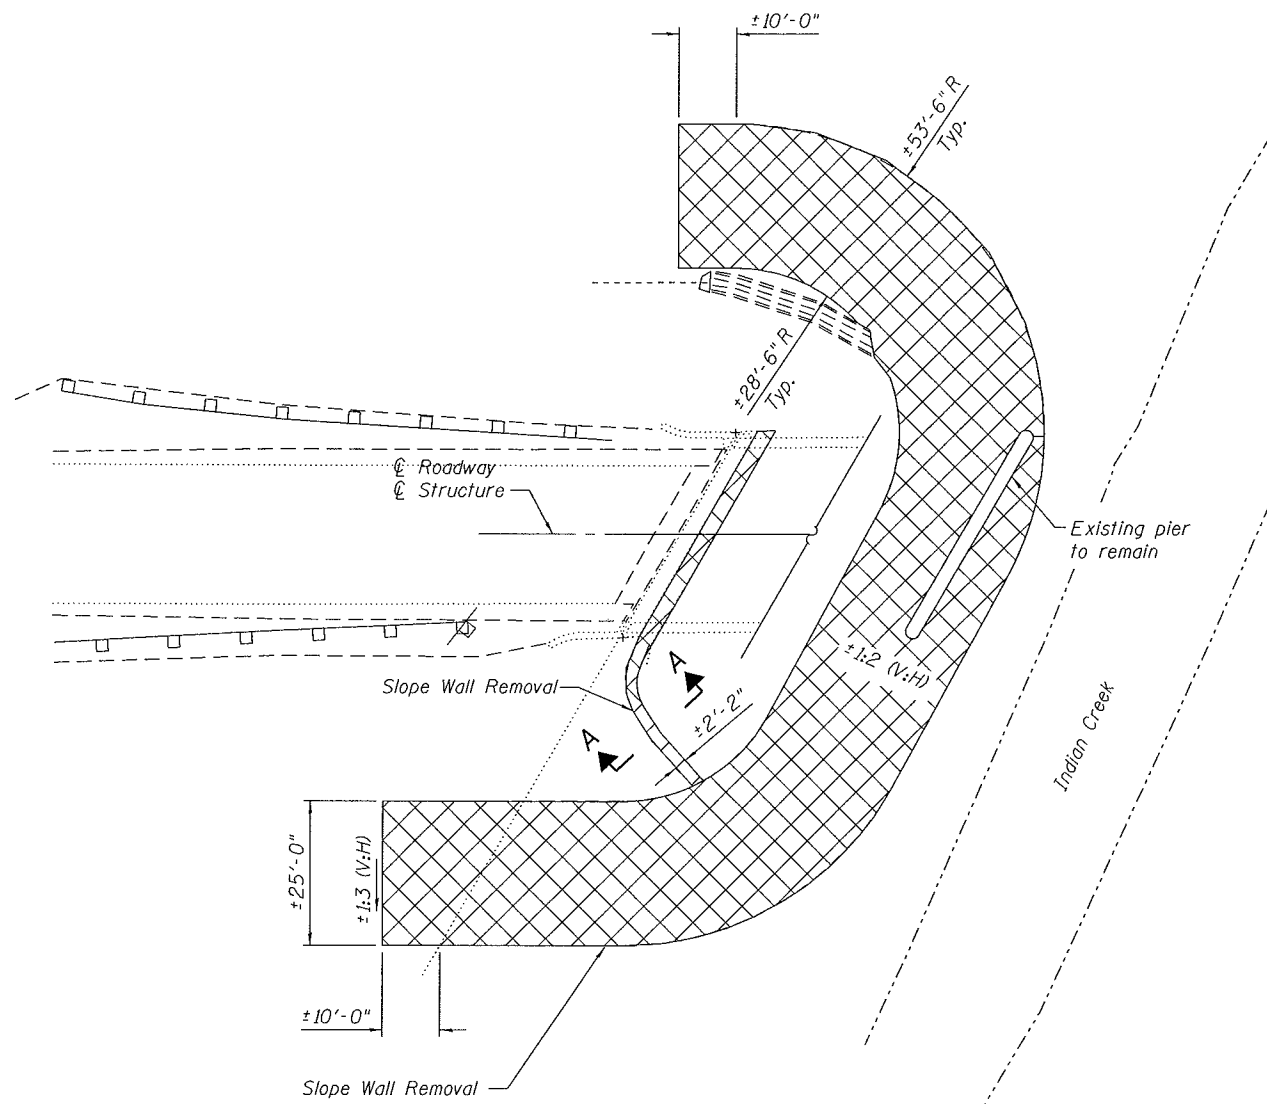 ±10'-0"
±53'-6" R
Typ.
±28'-6" R
Typ.
℄ Roadway
℄ Structure
Existing pier
to remain
±1:2 (V:H)
A
Slope Wall Removal
±2'-2"
A
Indian Creek
±25'-0"
±1:3 (V:H)
±10'-0"
Slope Wall Removal